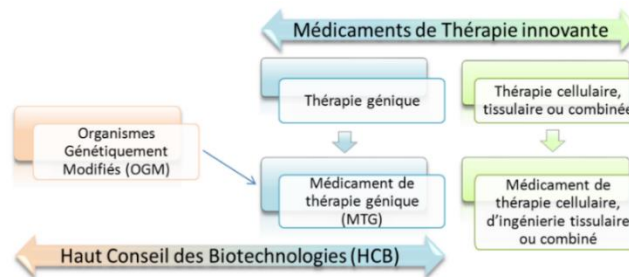 Médicaments de Thérapie innovante
Thérapie génique
Thérapie cellulaire,
tissulaire ou combinée
Organismes
Génétiquement
Modifiés (OGM)
Médicament de
thérapie génique
(MTG)
Médicament de
thérapie cellulaire,
d'ingénierie tissulaire
ou combiné
Haut Conseil des Biotechnologies (HCB)